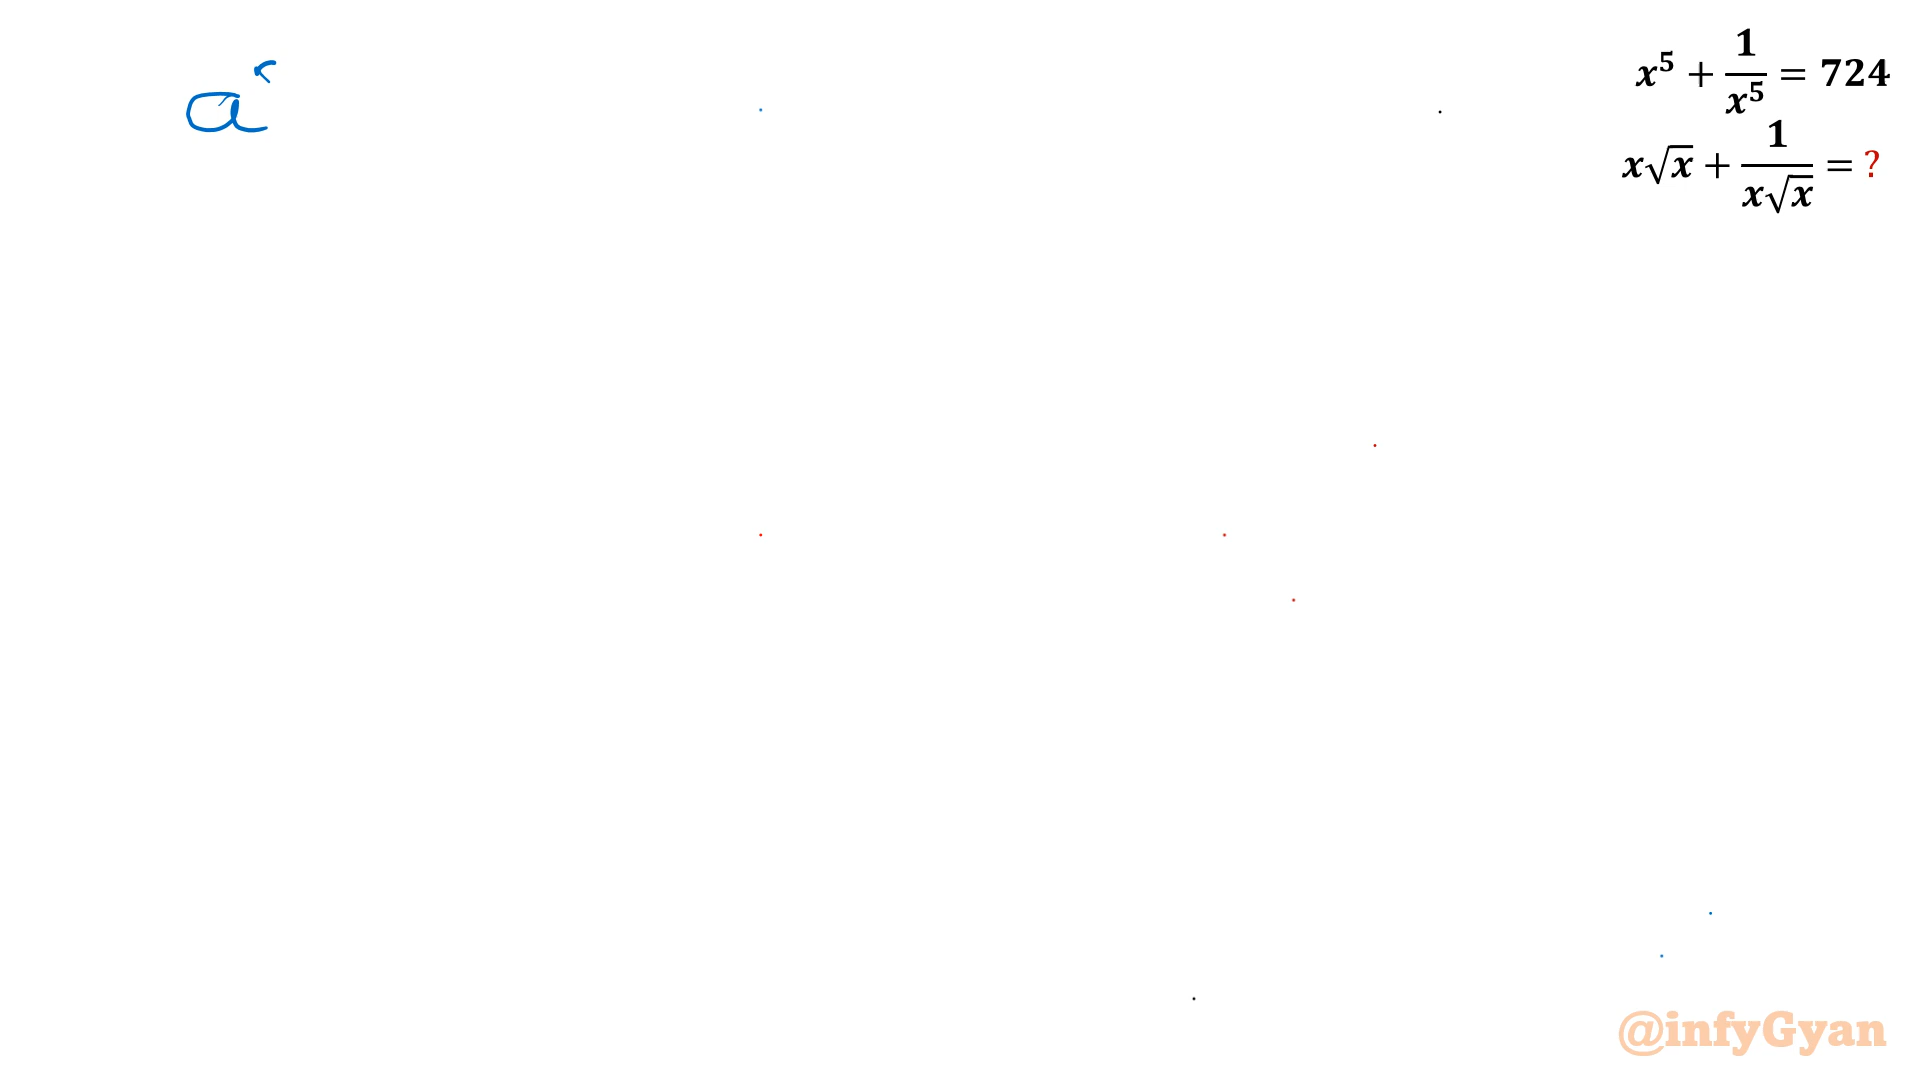 a
x⁵ + 1/x⁵ = 724
x√x + 1/(x√x) = ?
@infyGyan